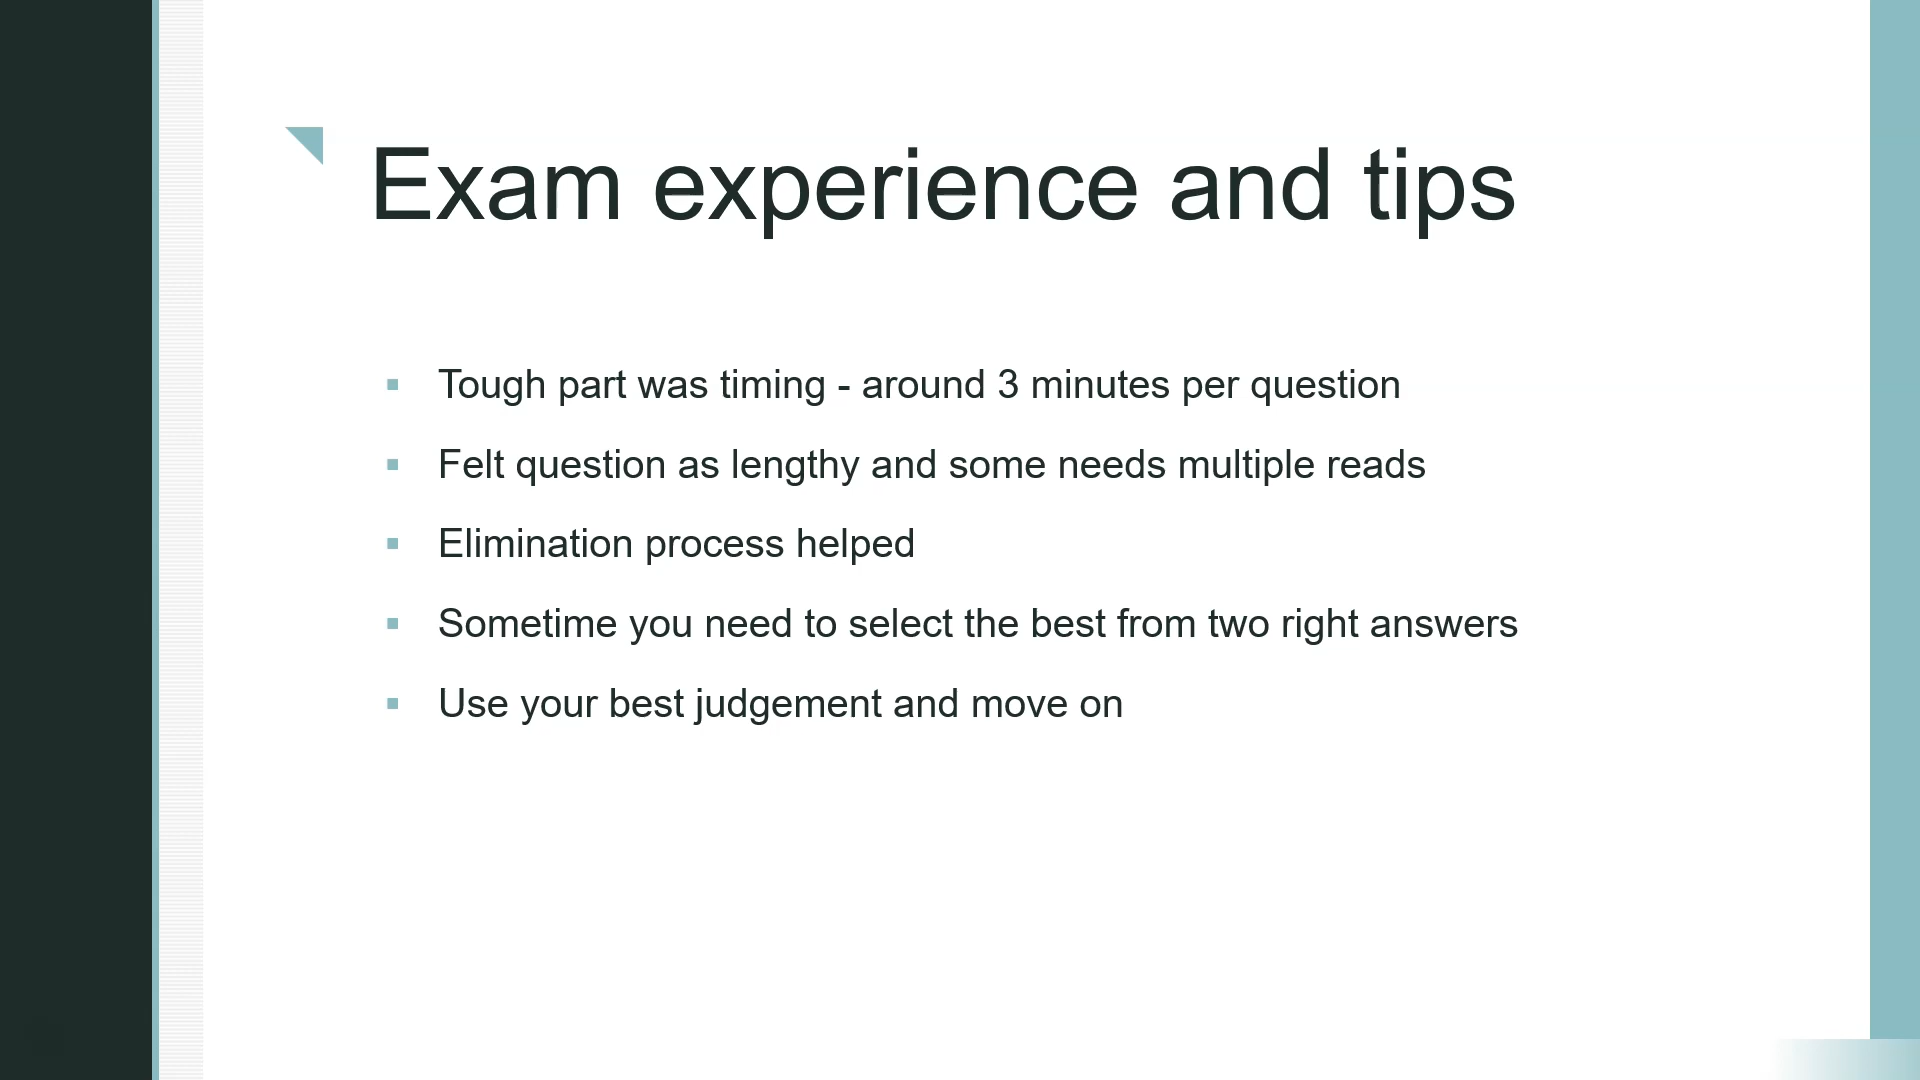 Exam experience and tips
Tough part was timing - around 3 minutes per question
Felt question as lengthy and some needs multiple reads
Elimination process helped
Sometime you need to select the best from two right answers
Use your best judgement and move on